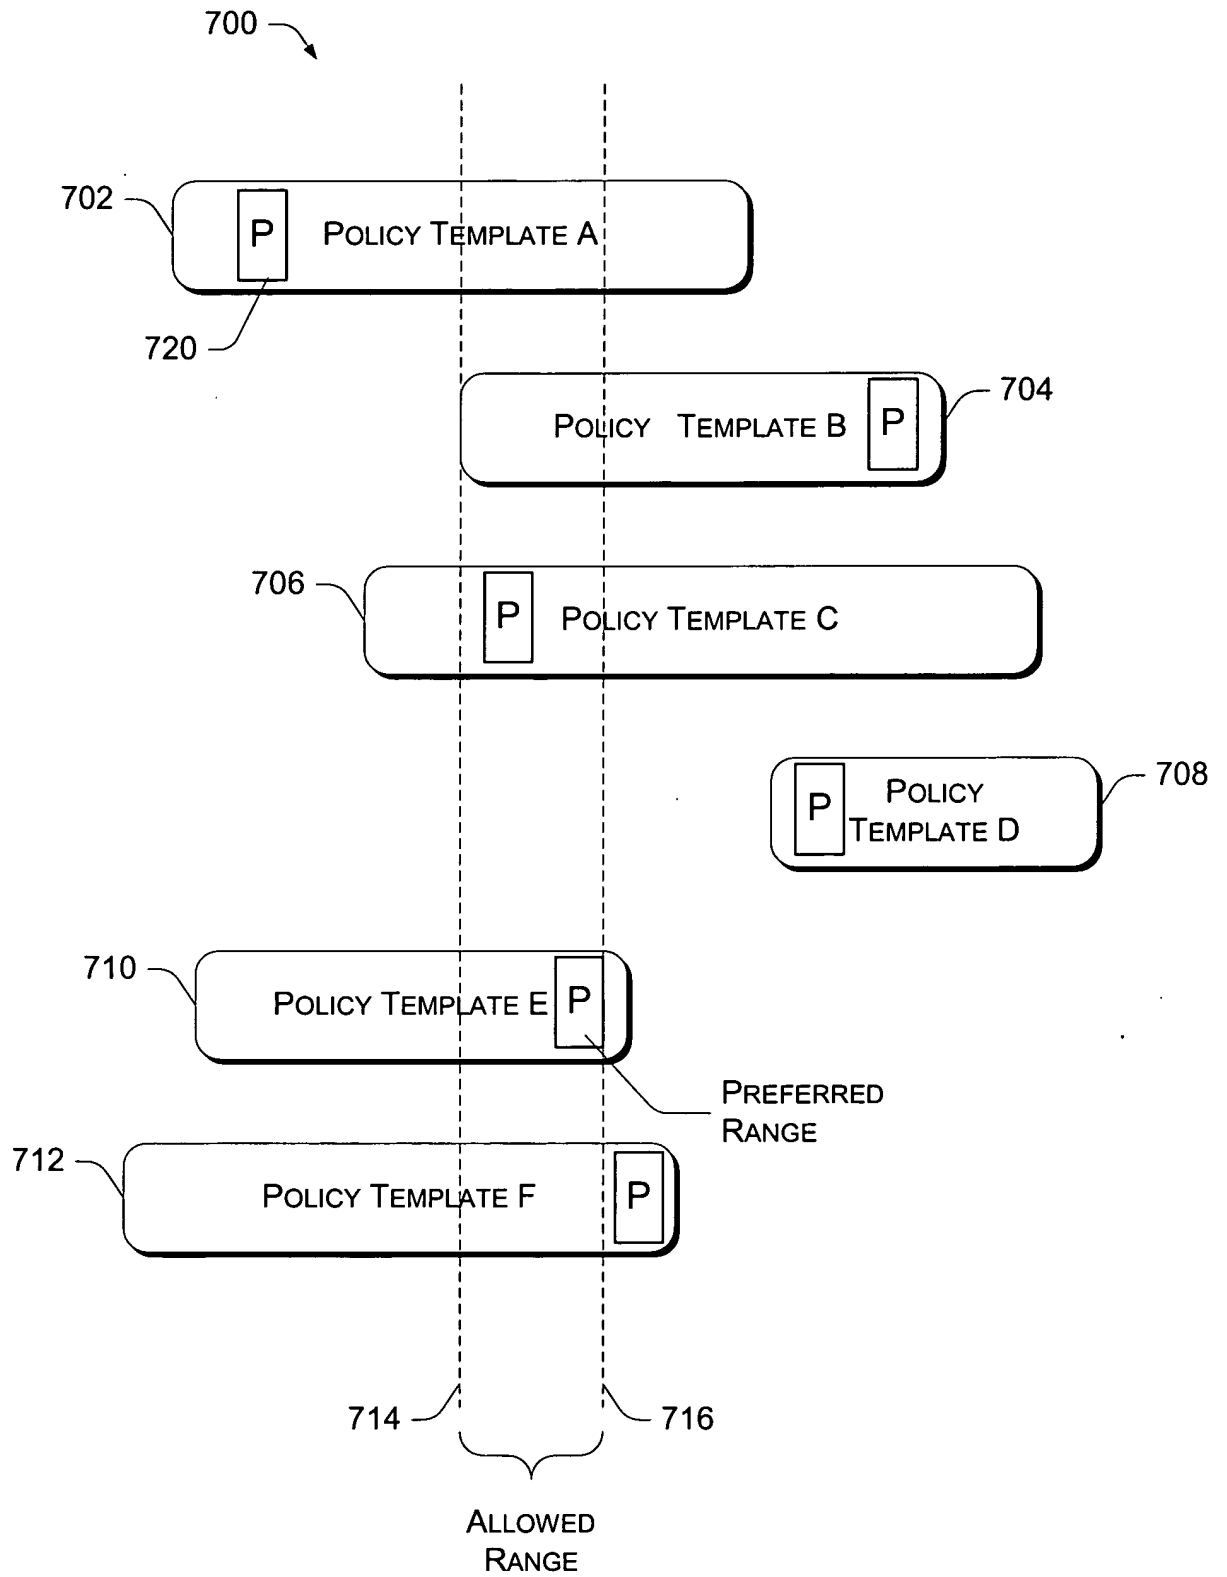 700
702
P POLICY TEMPLATE A
720
704
POLICY TEMPLATE B P
706
P POLICY TEMPLATE C
708
P POLICY
TEMPLATE D
710
POLICY TEMPLATE E P
PREFERRED
RANGE
712
POLICY TEMPLATE F P
714
716
ALLOWED
RANGE